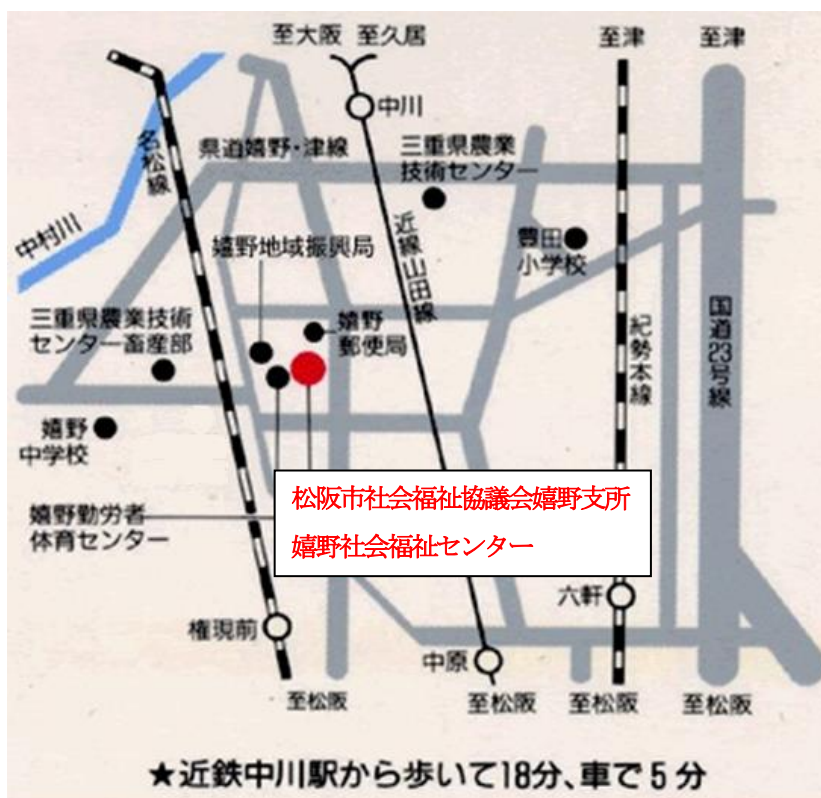 至大阪 至久居
至津
至津
中川
名松線
県道嬉野・津線
三重県農業
技術センター
中村川
近線山田線
嬉野地域振興局
豊田
小学校
三重県農業技術
センター畜産部
嬉野
郵便局
紀勢本線
国道23号線
嬉野
中学校
松阪市社会福祉協議会嬉野支所
嬉野社会福祉センター
嬉野勤労者
体育センター
六軒
権現前
中原
至松阪
至松阪
至松阪
至松阪
★近鉄中川駅から歩いて18分、車で5分